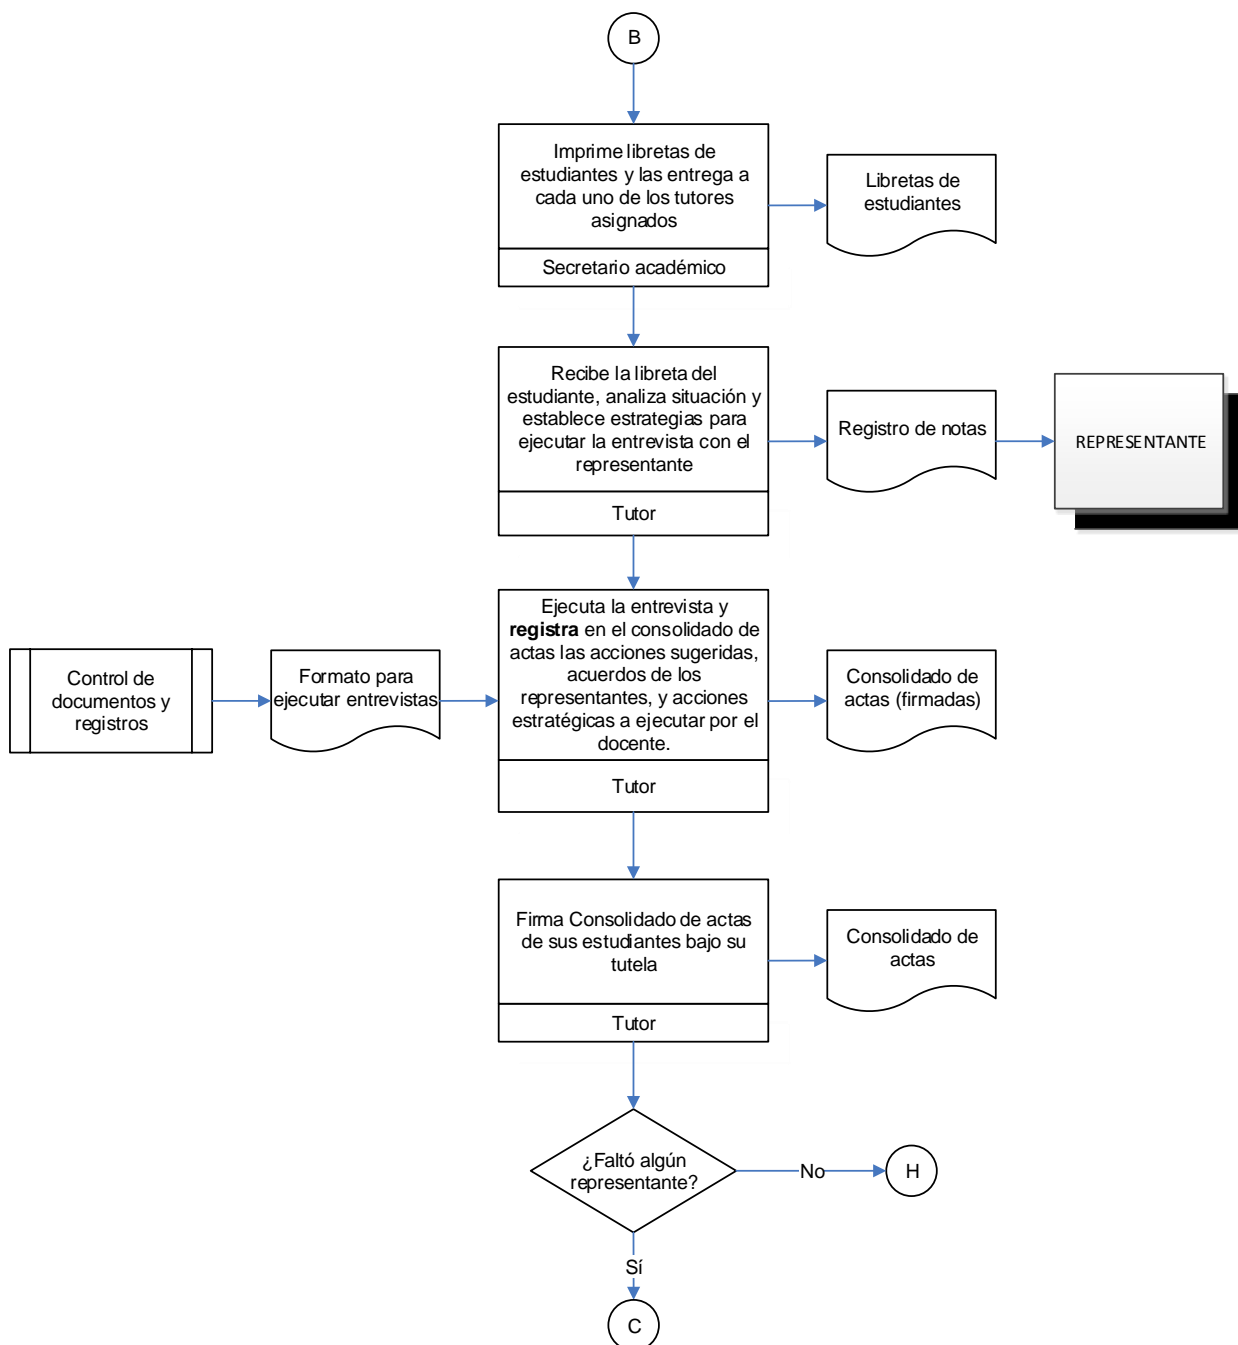 B
Imprime libretas de
estudiantes y las entrega a
cada uno de los tutores
asignados
Secretario académico
Libretas de
estudiantes
Recibe la libreta del
estudiante, analiza situación y
establece estrategias para
ejecutar la entrevista con el
representante
Tutor
Registro de notas
REPRESENTANTE
Control de
documentos y
registros
Formato para
ejecutar entrevistas
Ejecuta la entrevista y
registra en el consolidado de
actas las acciones sugeridas,
acuerdos de los
representantes, y acciones
estratégicas a ejecutar por el
docente.
Tutor
Consolidado de
actas (firmadas)
Firma Consolidado de actas
de sus estudiantes bajo su
tutela
Tutor
Consolidado de
actas
¿Faltó algún
representante?
No
H
Sí
C